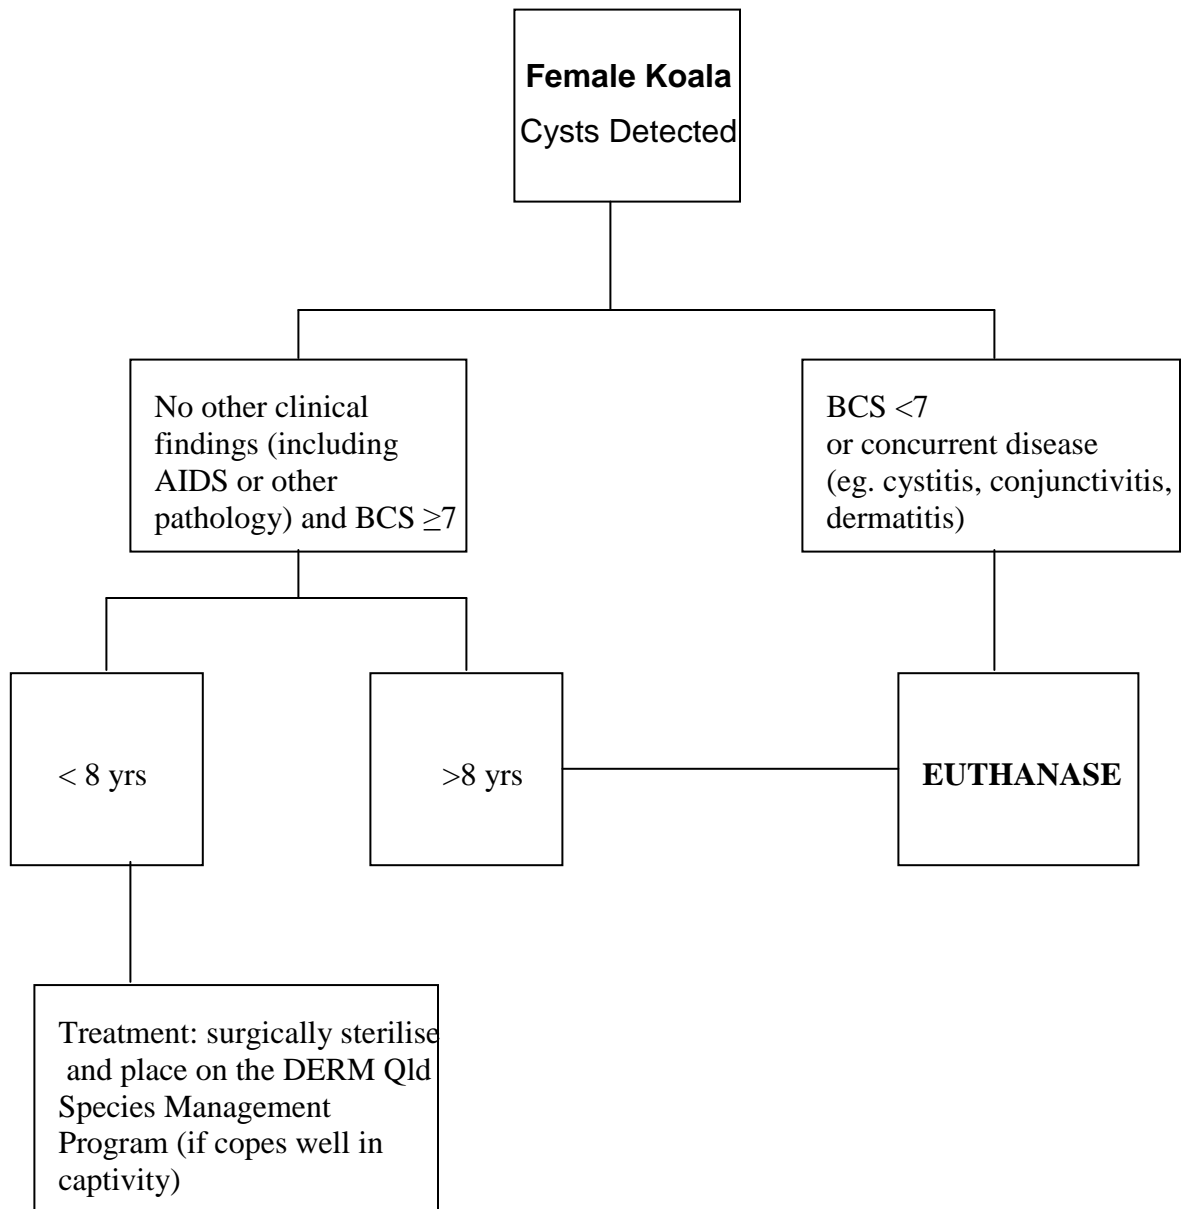 Female Koala
Cysts Detected
No other clinical
findings (including
AIDS or other
pathology) and BCS ≥7
BCS <7
or concurrent disease
(eg. cystitis, conjunctivitis,
dermatitis)
< 8 yrs
>8 yrs
EUTHANASE
Treatment: surgically sterilise
and place on the DERM Qld
Species Management
Program (if copes well in
captivity)